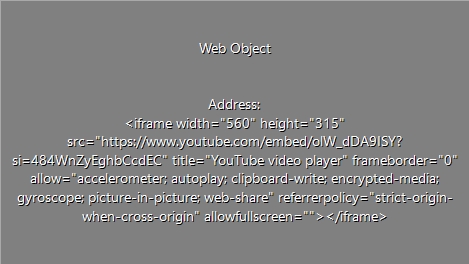 Web Object
Address:
<iframe width="560" height="315"
src="https://www.youtube.com/embed/olW_dDA9ISY?
si=484WnZyEghbCcdEC" title="YouTube video player" frameborder="0"
allow="accelerometer; autoplay; clipboard-write; encrypted-media;
gyroscope; picture-in-picture; web-share" referrerpolicy="strict-origin-
when-cross-origin" allowfullscreen=""></iframe>